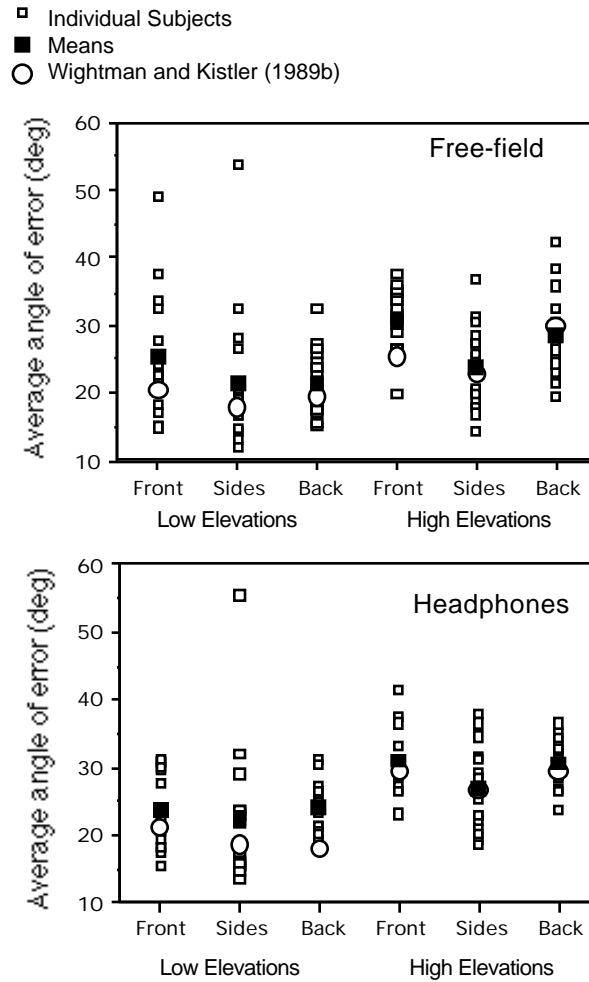 Individual Subjects
Means
Wightman and Kistler (1989b)
Free-field
Average angle of error (deg)
60
50
40
30
20
10
Front Sides Back Front Sides Back
Low Elevations High Elevations
Headphones
Average angle of error (deg)
60
50
40
30
20
10
Front Sides Back Front Sides Back
Low Elevations High Elevations